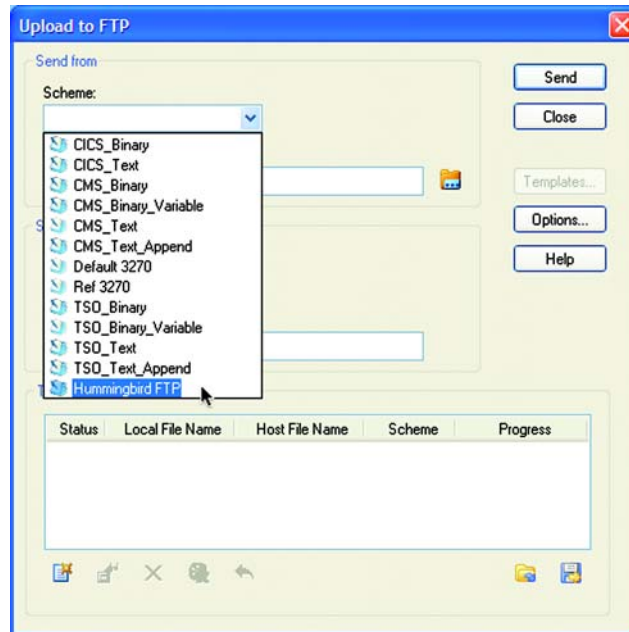 Upload to FTP
Send from
Scheme:
Send
Close
CICS_Binary
CICS_Text
CMS_Binary
CMS_Binary_Variable
CMS_Text
CMS_Text_Append
Default 3270
Ref 3270
TSO_Binary
TSO_Binary_Variable
TSO_Text
TSO_Text_Append
Hummingbird FTP
Templates...
Options...
Help
Status Local File Name Host File Name Scheme Progress